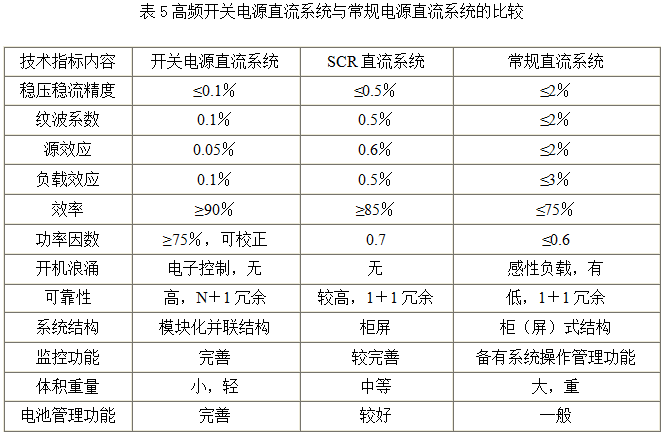 表 5 高频开关电源直流系统与常规电源直流系统的比较
技术指标内容 开关电源直流系统 SCR 直流系统 常规直流系统
稳压稳流精度 ≤0.1% ≤0.5% ≤2%
纹波系数 0.1% 0.5% ≤2%
源效应 0.05% 0.6% ≤2%
负载效应 0.1% 0.5% ≤3%
效率 ≥90% ≥85% ≤75%
功率因数 ≥75%，可校正 0.7 ≤0.6
开机浪涌 电子控制，无 无 感性负载，有
可靠性 高，N＋1 冗余 较高，1＋1 冗余 低，1＋1 冗余
系统结构 模块化并联结构 柜屏 柜（屏）式结构
监控功能 完善 较完善 备有系统操作管理功能
体积重量 小，轻 中等 大，重
电池管理功能 完善 较好 一般